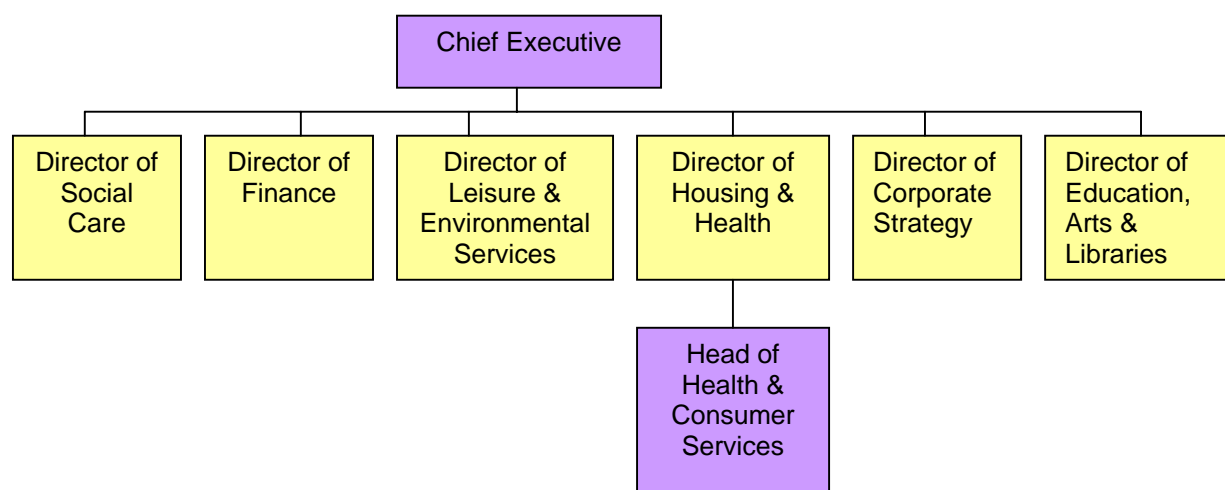 Chief Executive
Director of
Social
Care
Director of
Finance
Director of
Leisure &
Environmental
Services
Director of
Housing &
Health
Director of
Corporate
Strategy
Director of
Education,
Arts &
Libraries
Head of
Health &
Consumer
Services